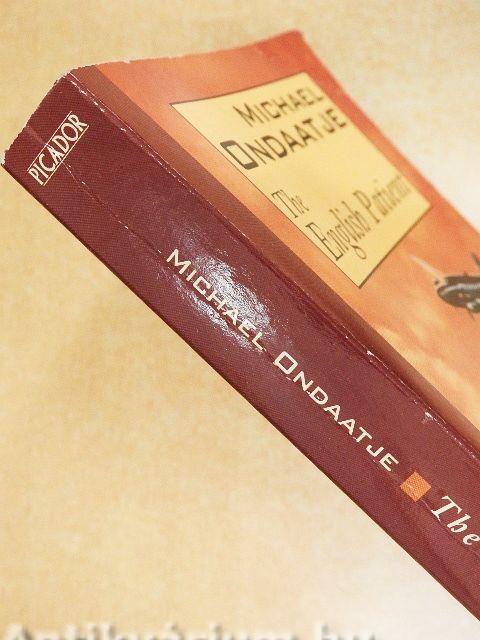 MICHAEL
ONDAATJE
The
English Patient
PICADOR
MICHAEL ONDAATJE The